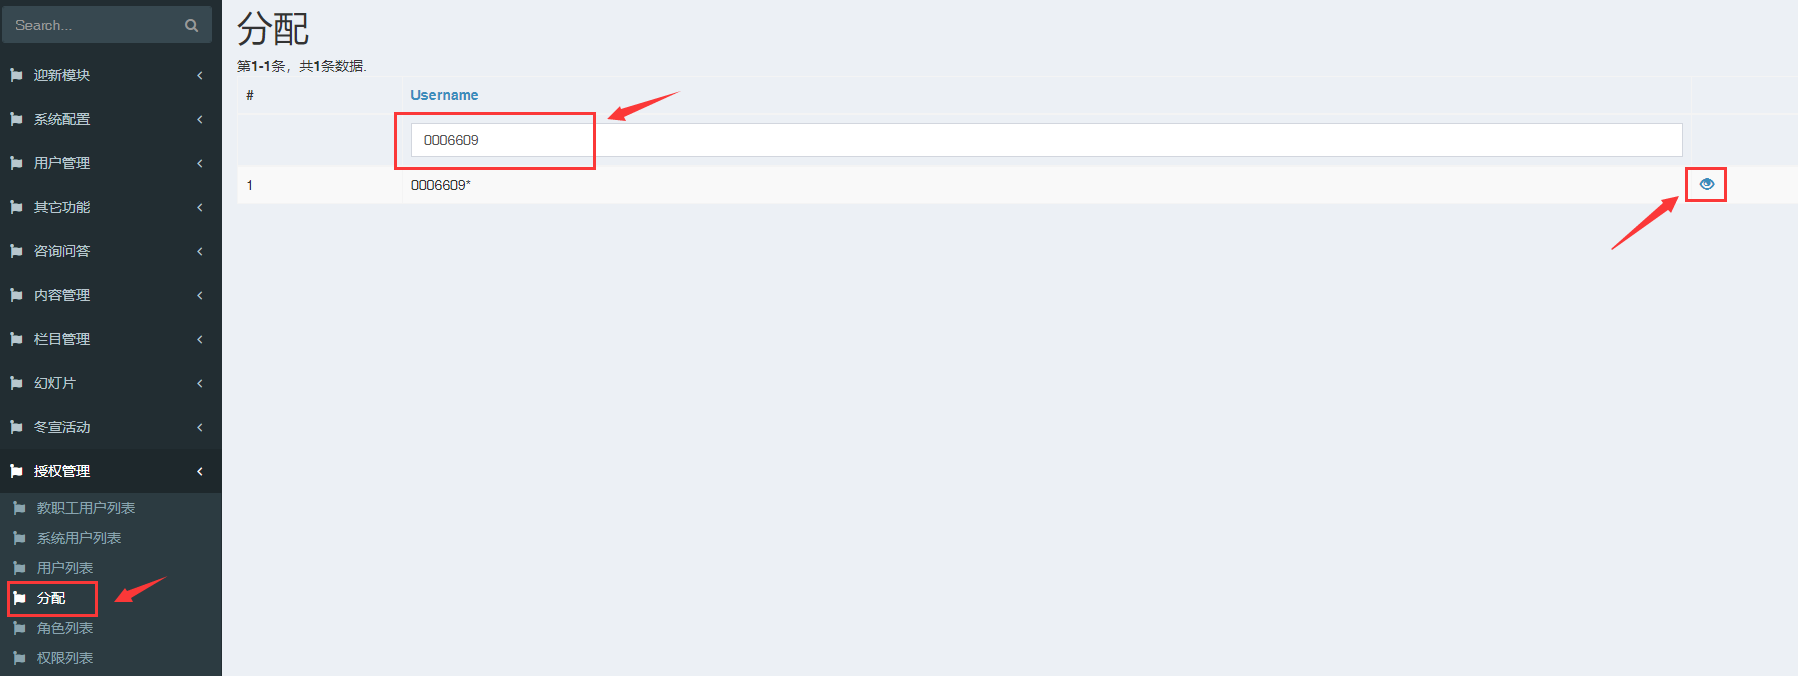 Search...
迎新模块
系统配置
用户管理
其它功能
咨询问答
内容管理
栏目管理
幻灯片
冬宣活动
授权管理
教职工用户列表
系统用户列表
用户列表
分配
角色列表
权限列表
分配
第1-1条，共1条数据.
# Username
0006609
1 0006609*